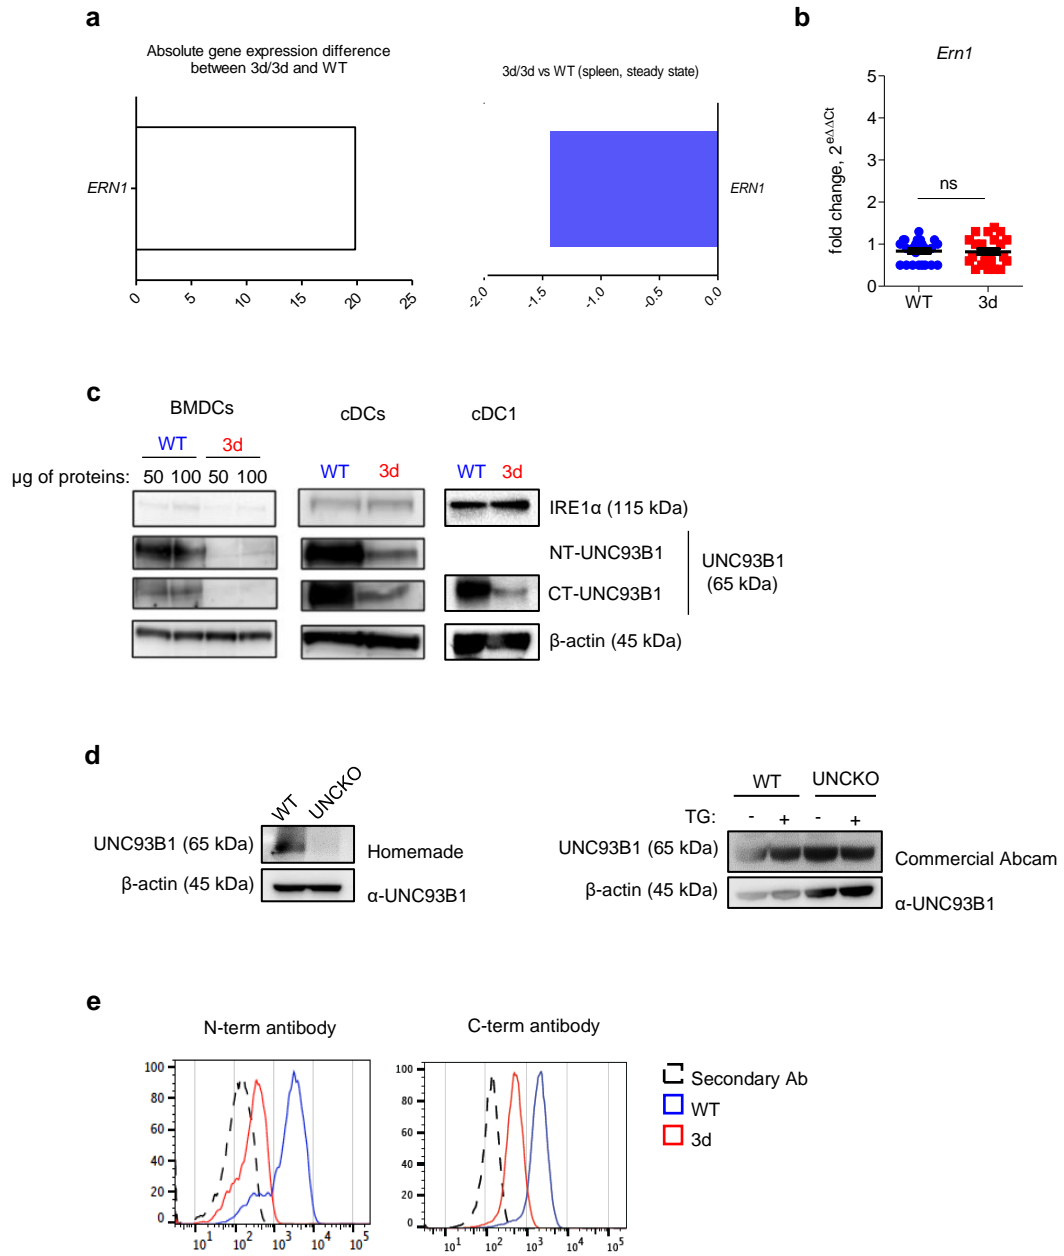 a
Absolute gene expression difference
between 3d/3d and WT
ERN1
0 5 10 15 20 25
3d/3d vs WT (spleen, steady state)
ERN1
-2.0 -1.5 -1.0 -0.5 0.0
b
Ern1
fold change, 2^eΔΔCt
5
4
3
2
1
0
ns
WT 3d
c
BMDCs cDCs cDC1
WT 3d WT 3d WT 3d
µg of proteins: 50 100 50 100
IRE1α (115 kDa)
NT-UNC93B1
CT-UNC93B1
UNC93B1
(65 kDa)
β-actin (45 kDa)
d
WT UNCKO
UNC93B1 (65 kDa)
β-actin (45 kDa)
Homemade
α-UNC93B1
WT UNCKO
TG: - + - +
UNC93B1 (65 kDa)
β-actin (45 kDa)
Commercial Abcam
α-UNC93B1
e
N-term antibody
100
80
60
40
20
0
10^1 10^2 10^3 10^4 10^5
C-term antibody
100
80
60
40
20
0
10^1 10^2 10^3 10^4 10^5
Secondary Ab
WT
3d